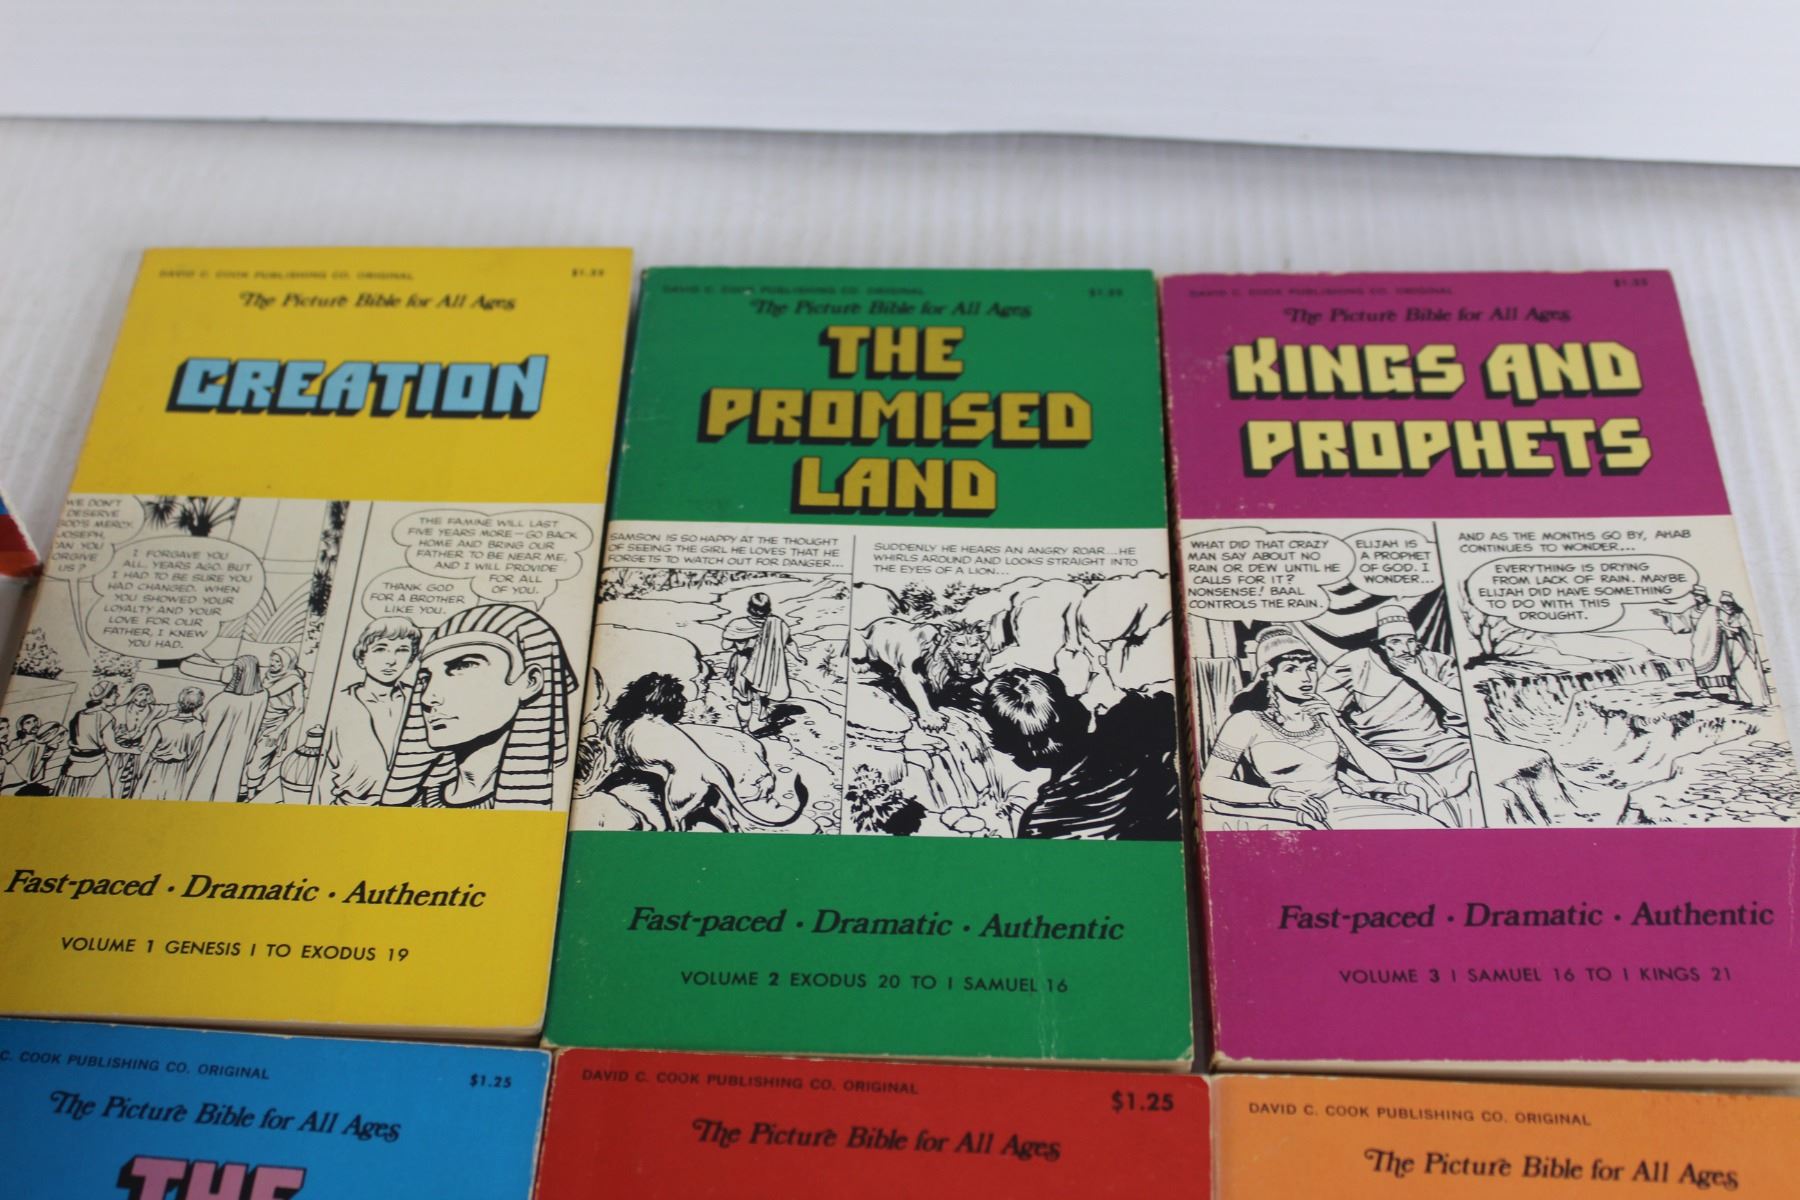 DAVID C. COOK PUBLISHING CO. ORIGINAL
$1.25
The Picture Bible for All Ages
CREATION
WE DON'T
DESERVE
GOD'S MERCY,
JOSEPH,
CAN YOU
FORGIVE
US?
I FORGAVE YOU
ALL, YEARS AGO. BUT
I HAD TO BE SURE YOU
HAD CHANGED. WHEN
YOU SHOWED YOUR
LOYALTY AND YOUR
LOVE FOR OUR
FATHER, I KNEW
YOU HAD.
THE FAMINE WILL LAST
FIVE YEARS MORE—GO BACK
HOME AND BRING OUR
FATHER TO BE NEAR ME,
AND I WILL PROVIDE
FOR ALL
OF YOU.
THANK GOD
FOR A BROTHER
LIKE YOU.
Fast-paced · Dramatic · Authentic
VOLUME 1 GENESIS I TO EXODUS 19
DAVID C. COOK PUBLISHING CO. ORIGINAL
$1.25
The Picture Bible for All Ages
THE
PROMISED
LAND
SAMSON IS SO HAPPY AT THE THOUGHT
OF SEEING THE GIRL HE LOVES THAT HE
FORGETS TO WATCH OUT FOR DANGER...
SUDDENLY HE HEARS AN ANGRY ROAR...HE
WHIRLS AROUND AND LOOKS STRAIGHT INTO
THE EYES OF A LION...
Fast-paced · Dramatic · Authentic
VOLUME 2 EXODUS 20 TO I SAMUEL 16
DAVID C. COOK PUBLISHING CO. ORIGINAL
$1.25
The Picture Bible for All Ages
KINGS AND
PROPHETS
WHAT DID THAT CRAZY
MAN SAY ABOUT NO
RAIN OR DEW UNTIL HE
CALLS FOR IT?
NONSENSE! BAAL
CONTROLS THE RAIN.
ELIJAH IS
A PROPHET
OF GOD. I
WONDER...
AND AS THE MONTHS GO BY, AHAB
CONTINUES TO WONDER...
EVERYTHING IS DRYING
FROM LACK OF RAIN. MAYBE
ELIJAH DID HAVE SOMETHING
TO DO WITH THIS
DROUGHT.
Fast-paced · Dramatic · Authentic
VOLUME 3 I SAMUEL 16 TO I KINGS 21
C. COOK PUBLISHING CO. ORIGINAL
$1.25
The Picture Bible for All Ages
THE
DAVID C. COOK PUBLISHING CO. ORIGINAL
$1.25
The Picture Bible for All Ages
DAVID C. COOK PUBLISHING CO. ORIGINAL
The Picture Bible for All Ages